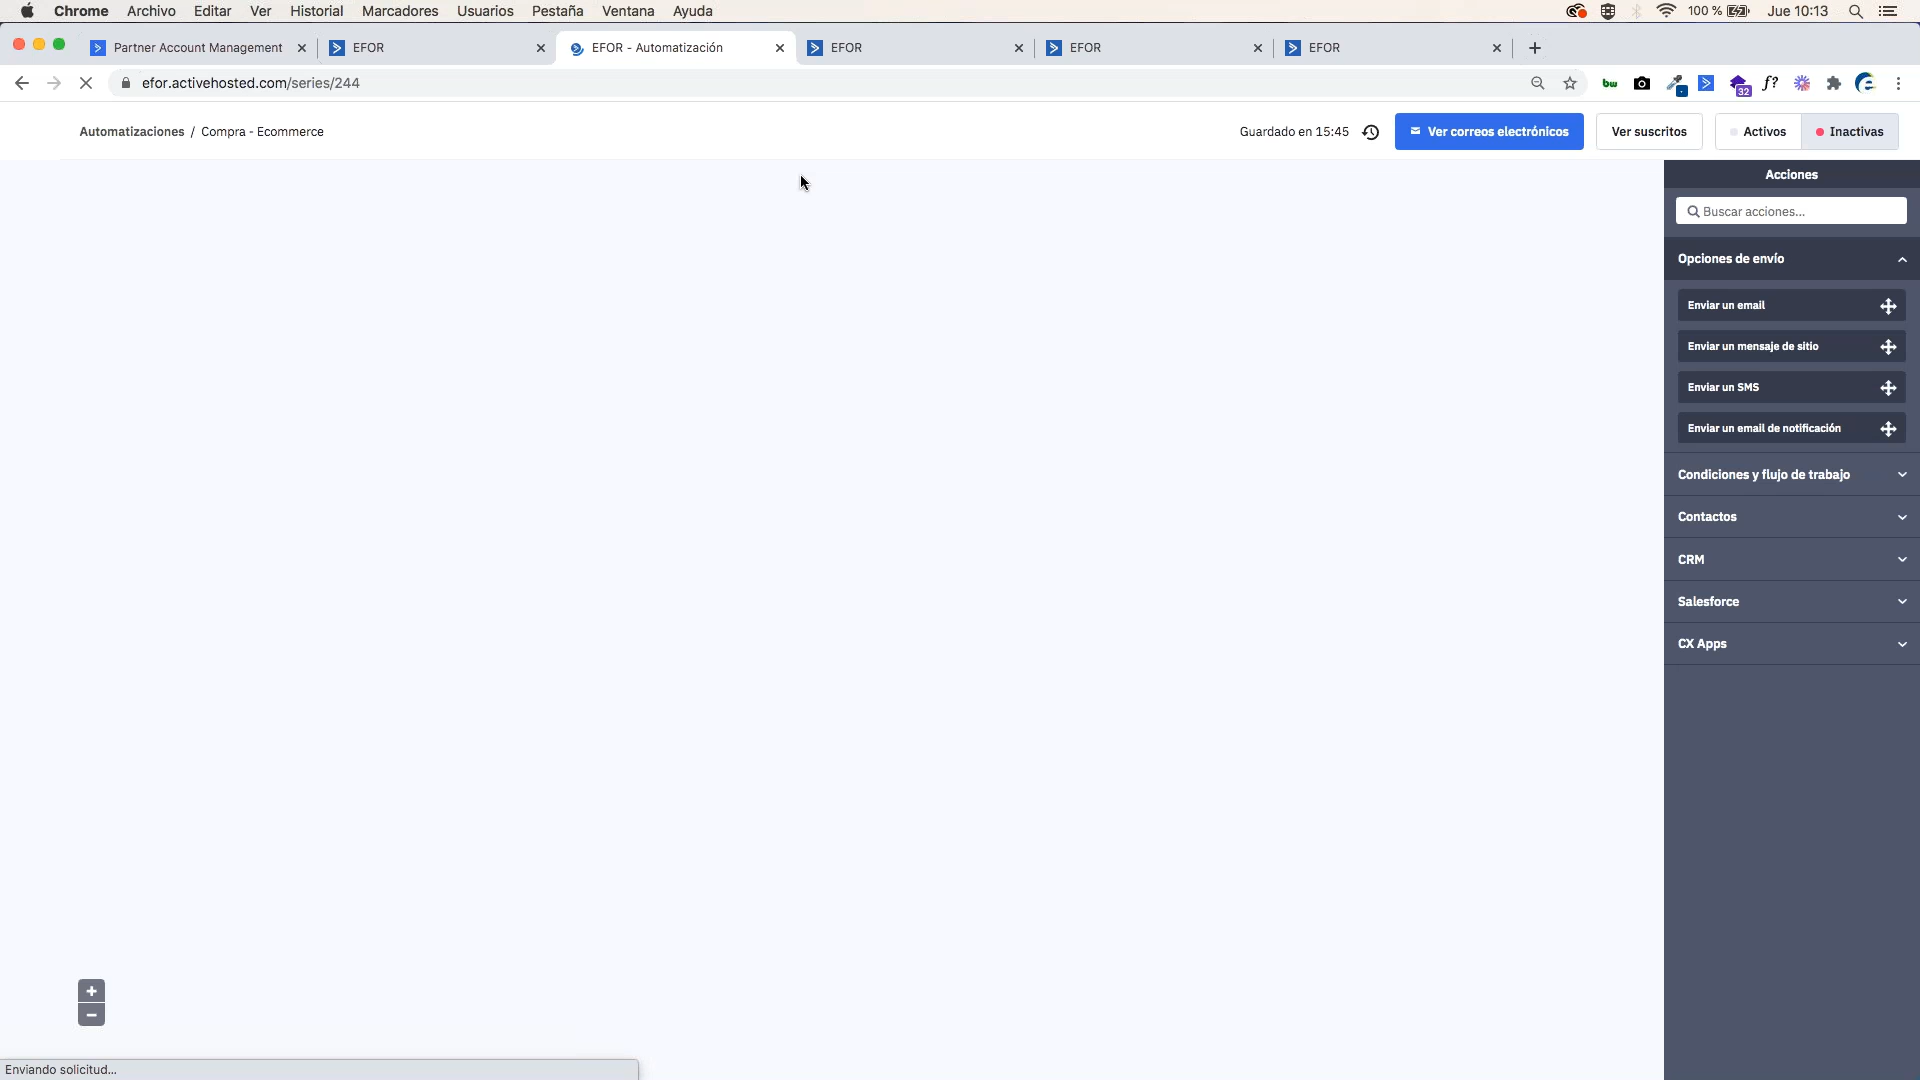 Chrome Archivo Editar Ver Historial Marcadores Usuarios Pestaña Ventana Ayuda 100 % Jue 10:13
Partner Account Management EFOR EFOR - Automatización EFOR EFOR EFOR
efor.activehosted.com/series/244 bw 32 f?
Automatizaciones / Compra - Ecommerce Guardado en 15:45 Ver correos electrónicos Ver suscritos Activos Inactivas
Acciones
Buscar acciones...
Opciones de envío
Enviar un email
Enviar un mensaje de sitio
Enviar un SMS
Enviar un email de notificación
Condiciones y flujo de trabajo
Contactos
CRM
Salesforce
CX Apps
+
−
Enviando solicitud...